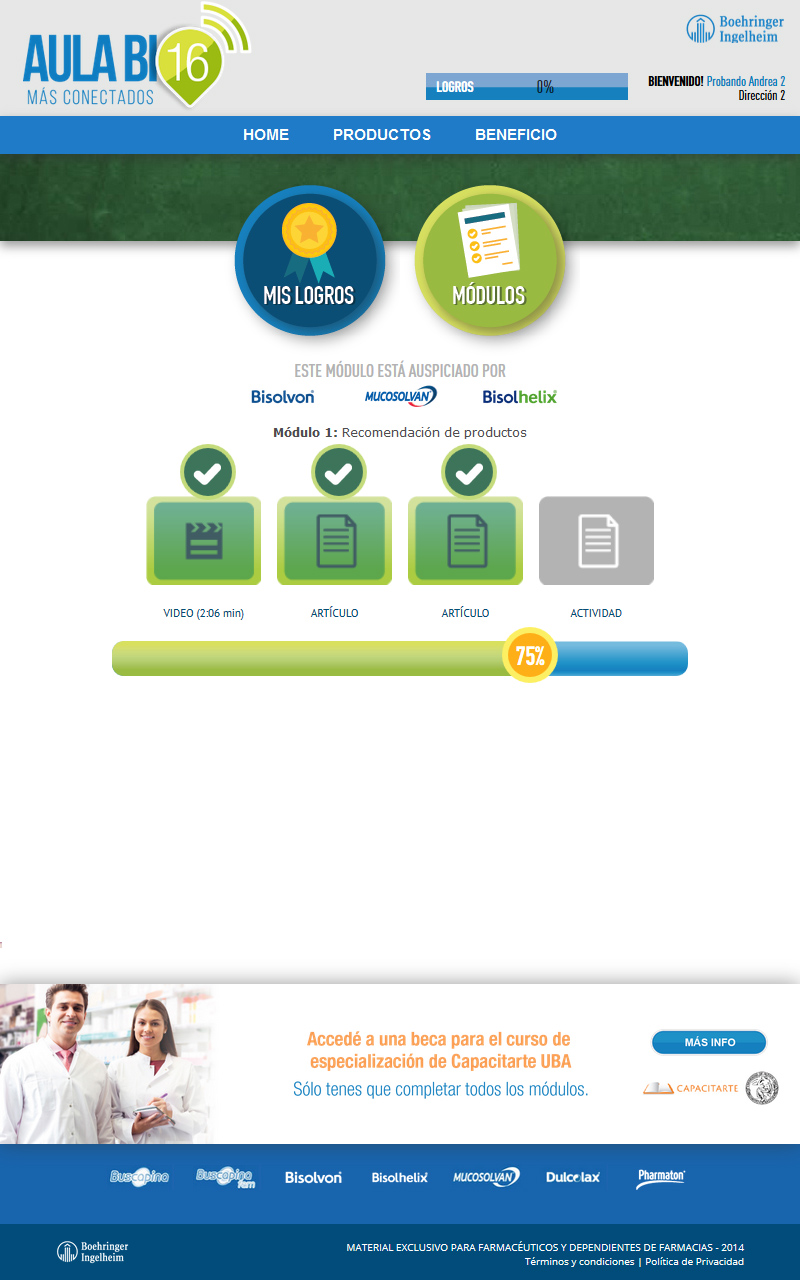 AULA BI 16
MÁS CONECTADOS
Boehringer
Ingelheim
LOGROS 0%
BIENVENIDO! Probando Andrea 2
Dirección 2
HOME PRODUCTOS BENEFICIO
MIS LOGROS
MÓDULOS
ESTE MÓDULO ESTÁ AUSPICIADO POR
Bisolvon MUCOSOLVAN Bisolhelix
Módulo 1: Recomendación de productos
VIDEO (2:06 min) ARTÍCULO ARTÍCULO ACTIVIDAD
75%
Accedé a una beca para el curso de
especialización de Capacitarte UBA
Sólo tenes que completar todos los módulos.
MÁS INFO
CAPACITARTE
Buscapina Buscapina fem Bisolvon Bisolhelix MUCOSOLVAN Dulcolax Pharmaton
Boehringer
Ingelheim
MATERIAL EXCLUSIVO PARA FARMACÉUTICOS Y DEPENDIENTES DE FARMACIAS - 2014
Términos y condiciones | Política de Privacidad